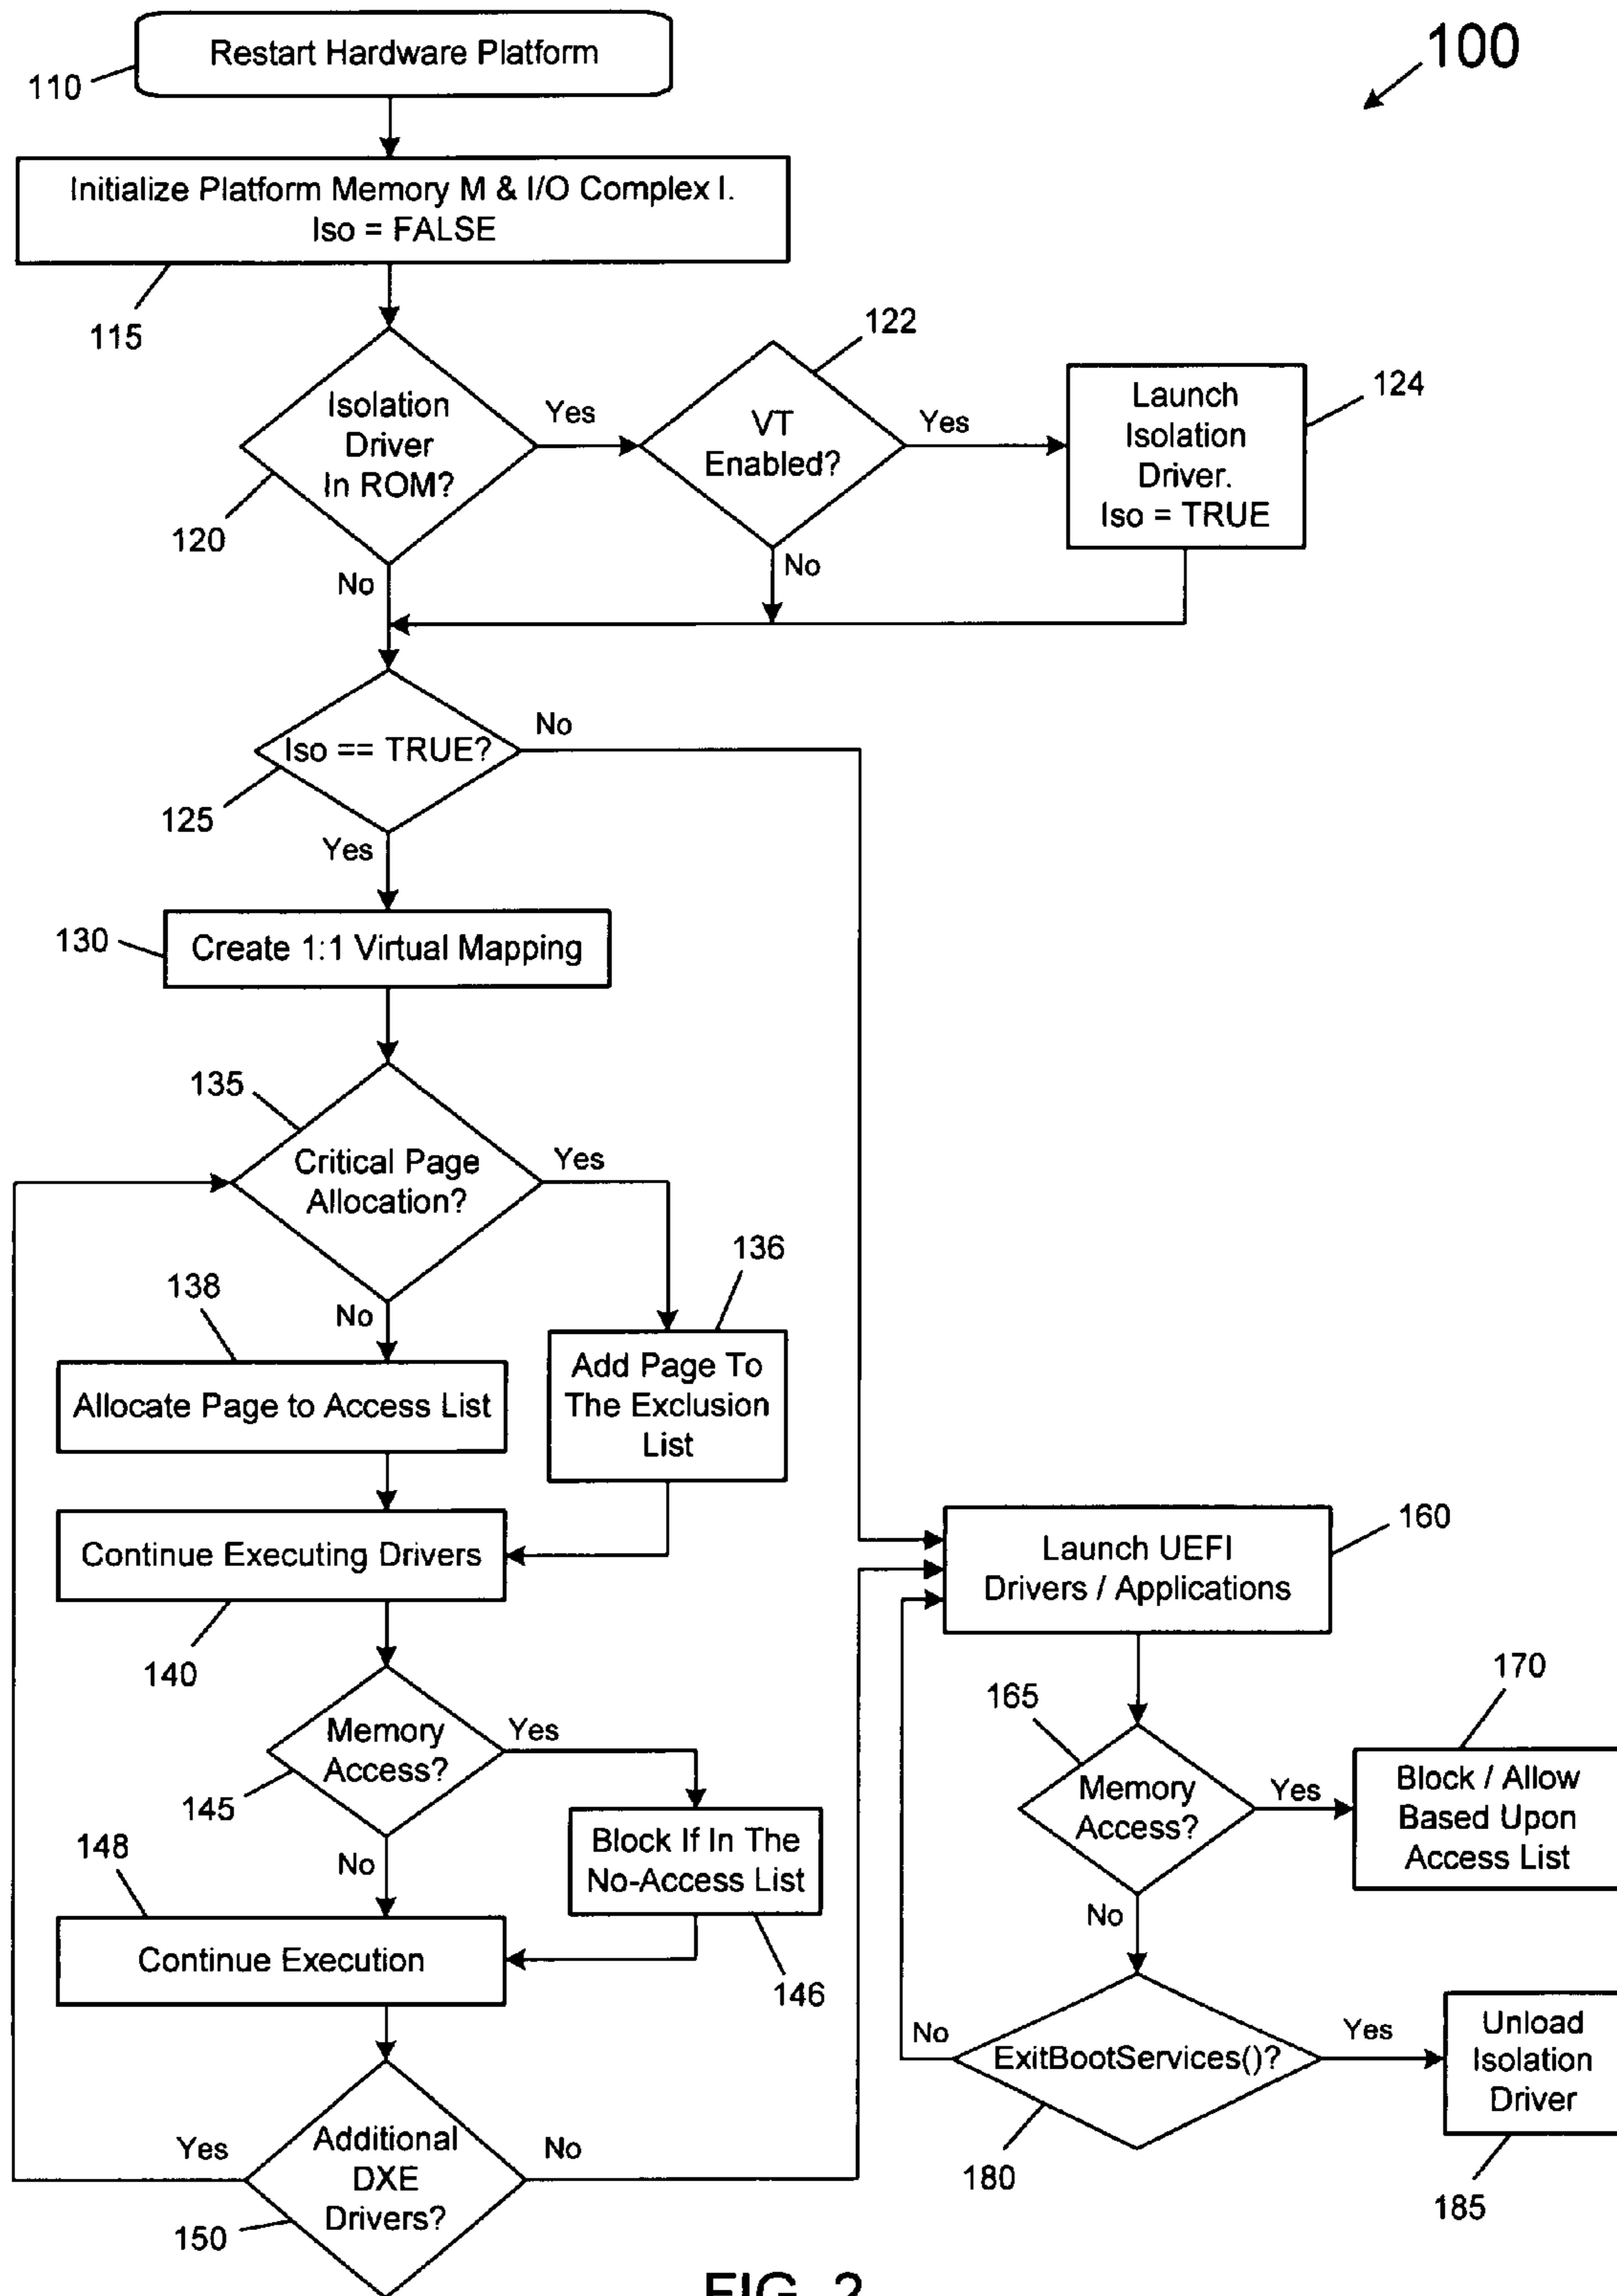 100
Restart Hardware Platform
110
Initialize Platform Memory M & I/O Complex I.
Iso = FALSE
115
Isolation
Driver
In ROM?
120
Yes
No
122
VT
Enabled?
Yes
No
124
Launch
Isolation
Driver.
Iso = TRUE
Iso == TRUE?
125
No
Yes
130
Create 1:1 Virtual Mapping
135
Critical Page
Allocation?
Yes
No
136
Add Page To
The Exclusion
List
138
Allocate Page to Access List
Continue Executing Drivers
140
Memory
Access?
145
Yes
No
Block If In The
No-Access List
146
148
Continue Execution
Additional
DXE
Drivers?
150
Yes
No
160
Launch UEFI
Drivers / Applications
165
Memory
Access?
Yes
No
170
Block / Allow
Based Upon
Access List
ExitBootServices()?
180
No
Yes
Unload
Isolation
Driver
185
FIG. 2